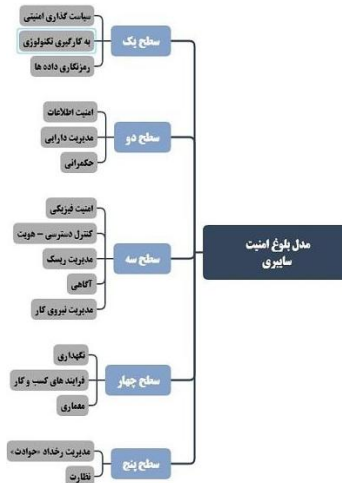 مدل بلوغ امنیت
سایبری
سطح یک
سیاست گذاری امنیتی
به کارگیری تکنولوژی
رمزنگاری داده ها
سطح دو
امنیت اطلاعات
مدیریت دارایی
حکمرانی
سطح سه
امنیت فیزیکی
کنترل دسترسی – هویت
مدیریت ریسک
آگاهی
مدیریت نیروی کار
سطح چهار
نگهداری
فرایند های کسب و کار
معماری
سطح پنج
مدیریت رخداد «حوادث»
نظارت